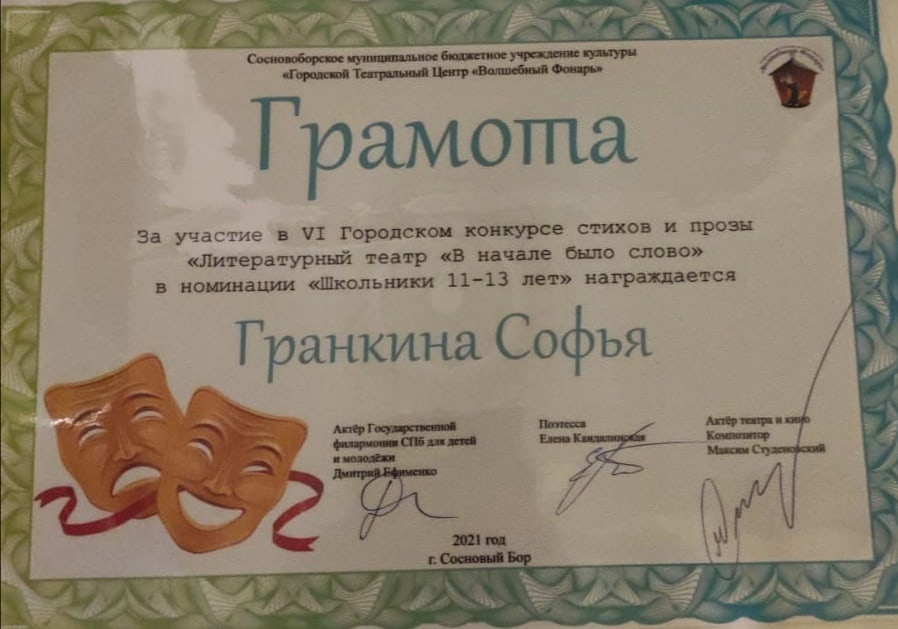 Сосновоборское муниципальное бюджетное учреждение культуры
«Городской Театральный Центр «Волшебный Фонарь»
Грамота
За участие в VI Городском конкурсе стихов и прозы
«Литературный театр «В начале было слово»
в номинации «Школьники 11-13 лет» награждается
Гранкина Софья
Актёр Государственной
филармонии СПб для детей
и молодёжи
Дмитрий Ефименко
Поэтесса
Елена Кандалинская
Актёр театра и кино
Композитор
Максим Студеновский
2021 год
г. Сосновый Бор